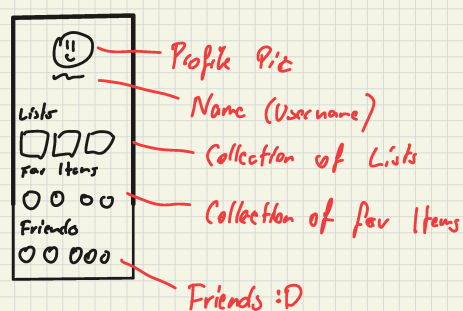 Profile Pic
Name (Username)
Lists
Collection of Lists
Fav Items
Collection of fav Items
Friends
Friends :D